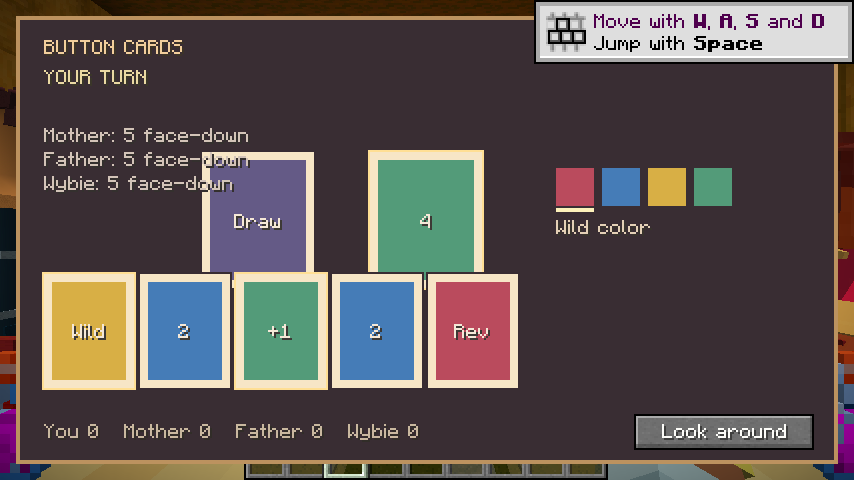 Move with W, A, S and D
Jump with Space
BUTTON CARDS
YOUR TURN
Mother: 5 face-down
Father: 5 face-down
Wybie: 5 face-down
Draw
4
Wild color
Wild
2
+1
2
Rev
You 0 Mother 0 Father 0 Wybie 0
Look around